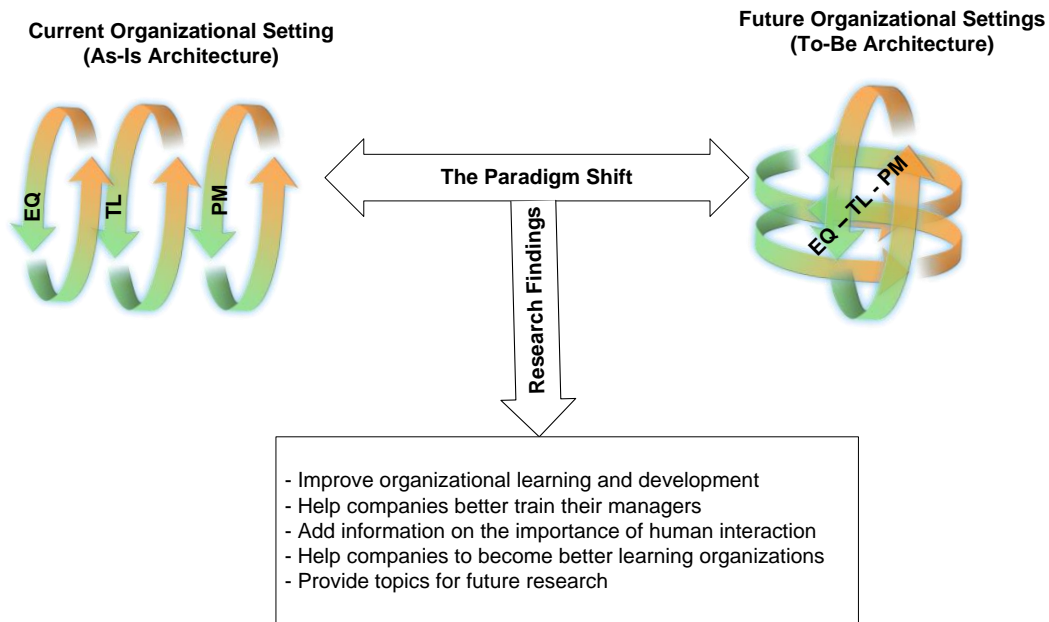 Current Organizational Setting
(As-Is Architecture)
Future Organizational Settings
(To-Be Architecture)
EQ
TL
PM
The Paradigm Shift
EQ – TL - PM
Research Findings
- Improve organizational learning and development
- Help companies better train their managers
- Add information on the importance of human interaction
- Help companies to become better learning organizations
- Provide topics for future research